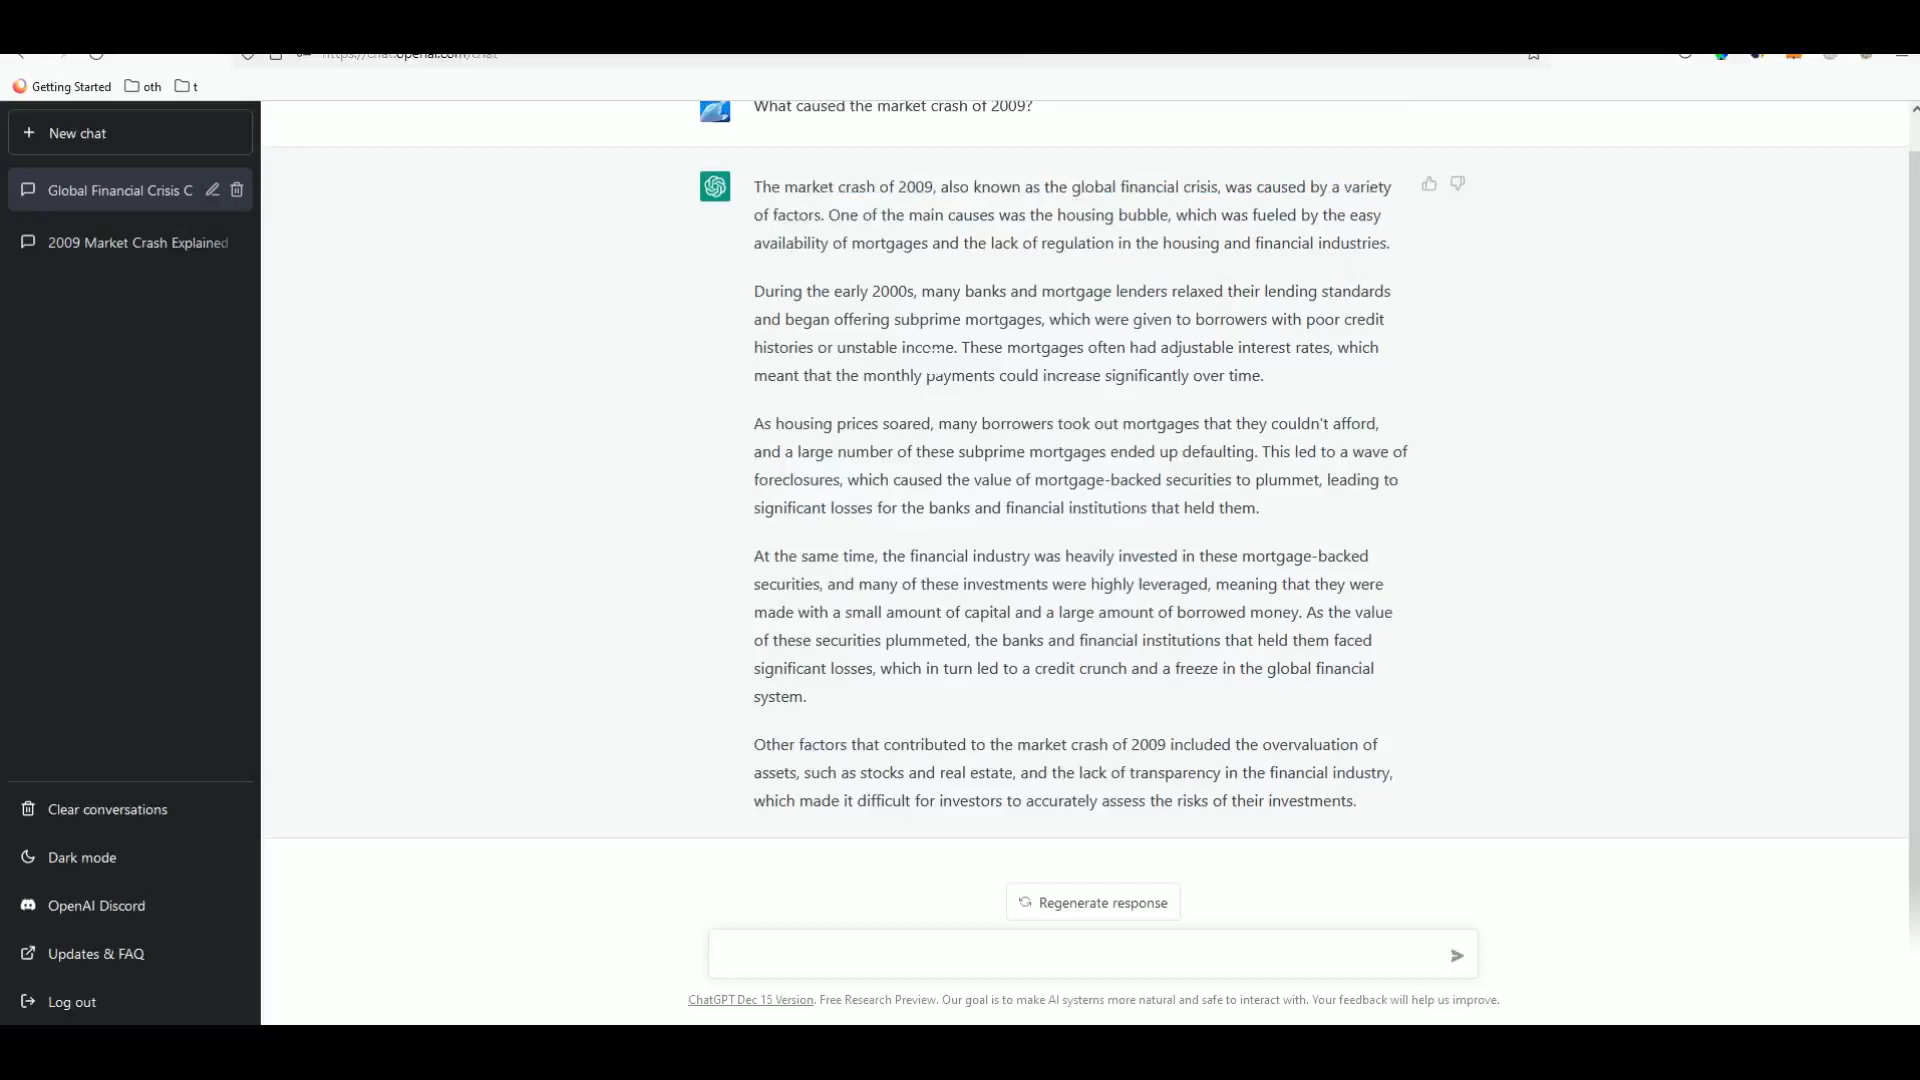 https://chat.openai.com/chat
Getting Started
oth
t
New chat
Global Financial Crisis C
2009 Market Crash Explained
Clear conversations
Dark mode
OpenAI Discord
Updates & FAQ
Log out
What caused the market crash of 2009?
The market crash of 2009, also known as the global financial crisis, was caused by a variety
of factors. One of the main causes was the housing bubble, which was fueled by the easy
availability of mortgages and the lack of regulation in the housing and financial industries.
During the early 2000s, many banks and mortgage lenders relaxed their lending standards
and began offering subprime mortgages, which were given to borrowers with poor credit
histories or unstable income. These mortgages often had adjustable interest rates, which
meant that the monthly payments could increase significantly over time.
As housing prices soared, many borrowers took out mortgages that they couldn't afford,
and a large number of these subprime mortgages ended up defaulting. This led to a wave of
foreclosures, which caused the value of mortgage-backed securities to plummet, leading to
significant losses for the banks and financial institutions that held them.
At the same time, the financial industry was heavily invested in these mortgage-backed
securities, and many of these investments were highly leveraged, meaning that they were
made with a small amount of capital and a large amount of borrowed money. As the value
of these securities plummeted, the banks and financial institutions that held them faced
significant losses, which in turn led to a credit crunch and a freeze in the global financial
system.
Other factors that contributed to the market crash of 2009 included the overvaluation of
assets, such as stocks and real estate, and the lack of transparency in the financial industry,
which made it difficult for investors to accurately assess the risks of their investments.
Regenerate response
ChatGPT Dec 15 Version. Free Research Preview. Our goal is to make AI systems more natural and safe to interact with. Your feedback will help us improve.